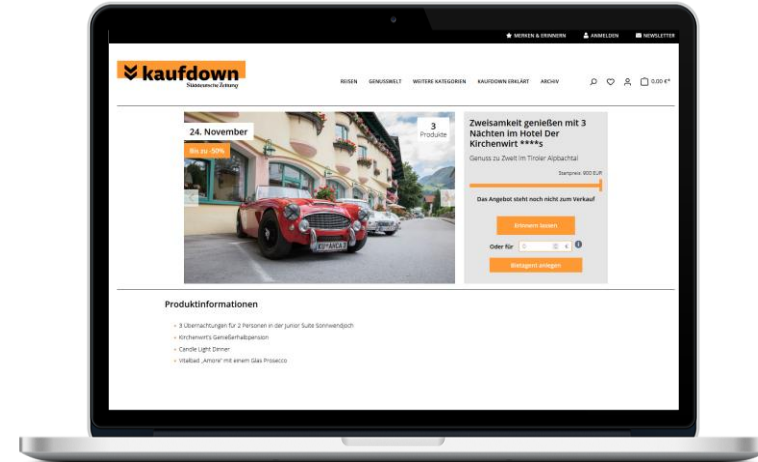 MERKEN & ERINNERN ANMELDEN NEWSLETTER
kaufdown
Süddeutsche Zeitung
REISEN GENUSSWELT WEITERE KATEGORIEN KAUFDOWN ERKLÄRT ARCHIV 0,00 €*
24. November
Bis zu -50%
3
Produkte
Zweisamkeit genießen mit 3
Nächten im Hotel Der
Kirchenwirt ****s
Genuss zu Zweit im Tiroler Alpbachtal
Startpreis: 900 EUR
Das Angebot steht noch nicht zum Verkauf
Erinnern lassen
Oder für 0 €
Bietagent anlegen
Produktinformationen
3 Übernachtungen für 2 Personen in der Junior Suite Sonnwendjoch
Kirchenwirt's Genießerhalbpension
Candle Light Dinner
Vitalbad „Amore" mit einem Glas Prosecco